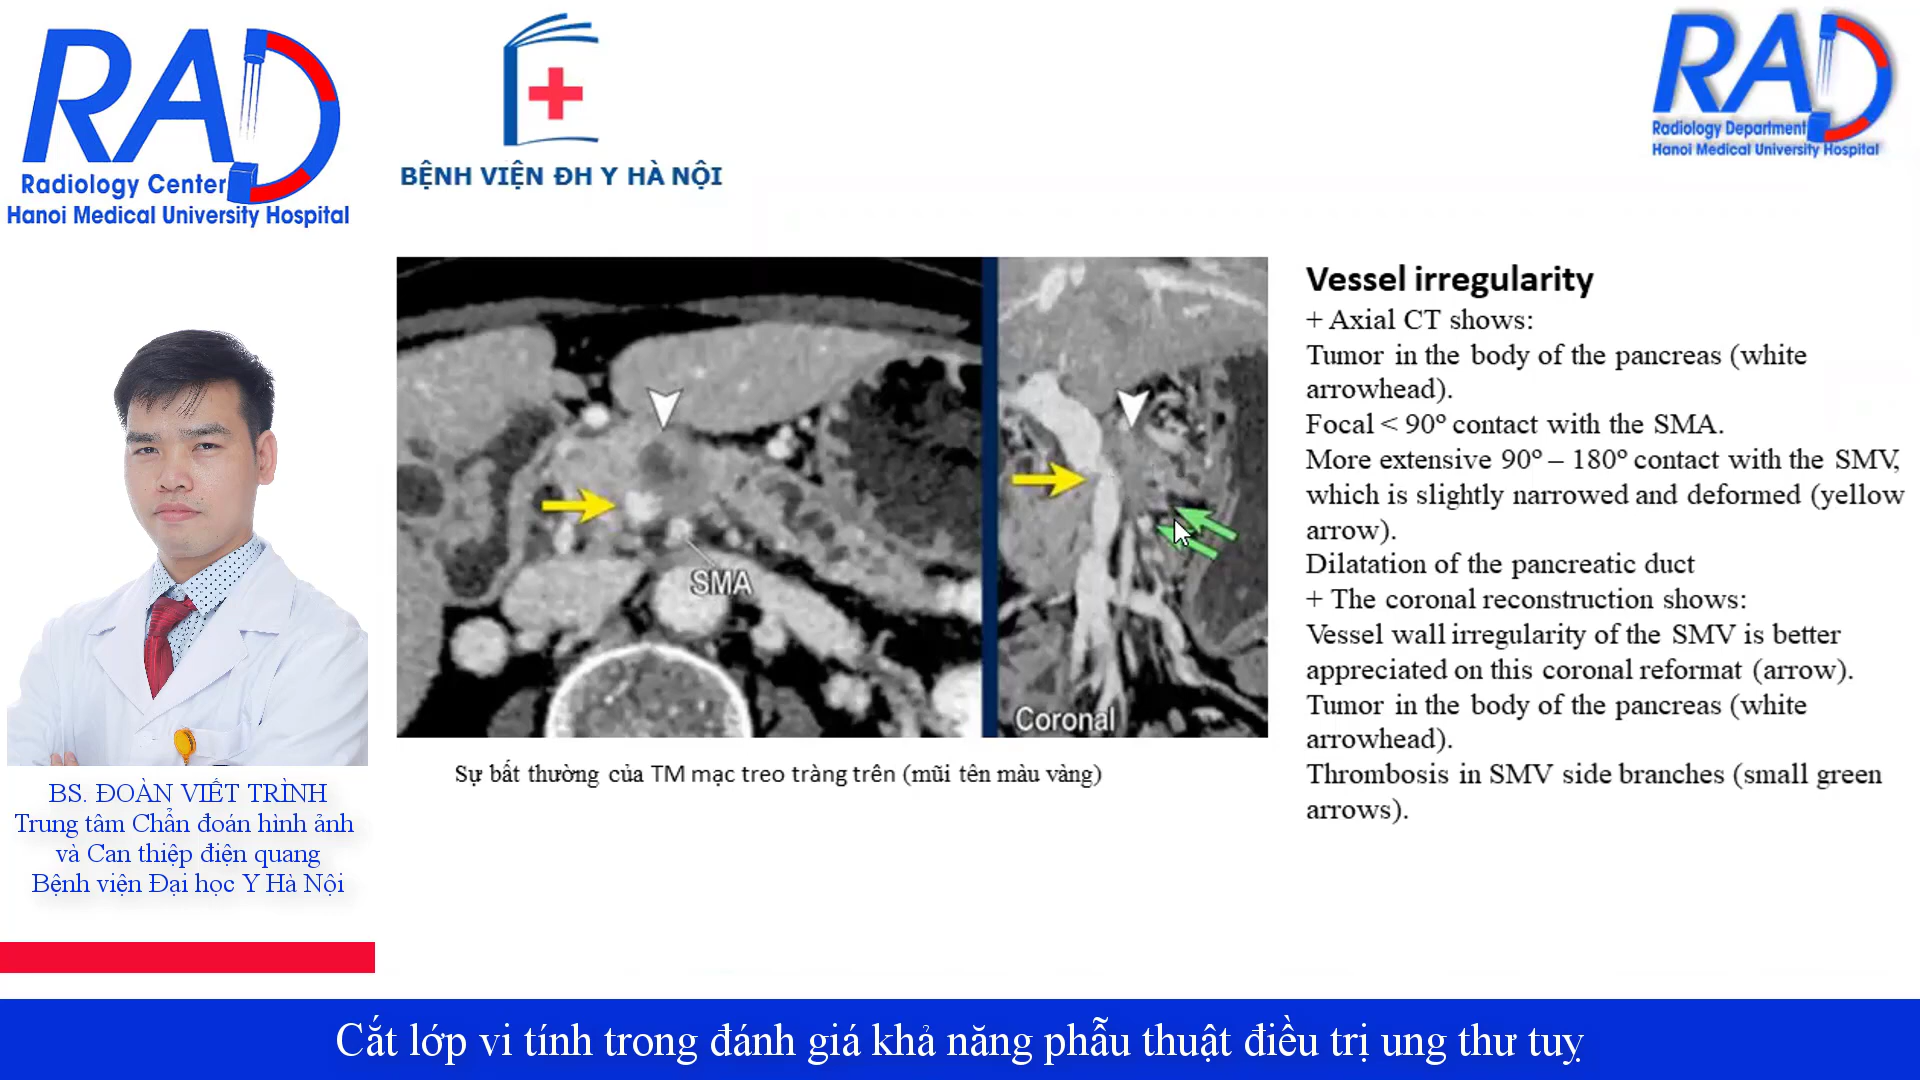 RAD
Radiology Center
Hanoi Medical University Hospital
BỆNH VIỆN ĐH Y HÀ NỘI
RAD
Radiology Department
Hanoi Medical University Hospital
SMA
Coronal
Sự bất thường của TM mạc treo tràng trên (mũi tên màu vàng)
Vessel irregularity
+ Axial CT shows:
Tumor in the body of the pancreas (white
arrowhead).
Focal < 90º contact with the SMA.
More extensive 90º – 180º contact with the SMV,
which is slightly narrowed and deformed (yellow
arrow).
Dilatation of the pancreatic duct
+ The coronal reconstruction shows:
Vessel wall irregularity of the SMV is better
appreciated on this coronal reformat (arrow).
Tumor in the body of the pancreas (white
arrowhead).
Thrombosis in SMV side branches (small green
arrows).
BS. ĐOÀN VIẾT TRÌNH
Trung tâm Chẩn đoán hình ảnh
và Can thiệp điện quang
Bệnh viện Đại học Y Hà Nội
Cắt lớp vi tính trong đánh giá khả năng phẫu thuật điều trị ung thư tuỵ